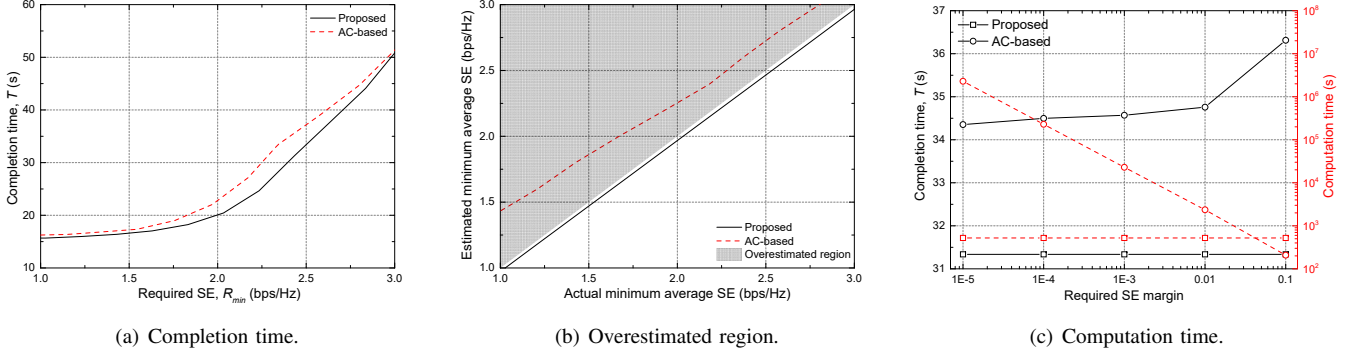 Completion time, T (s)
60
50
40
30
20
10
1.0
1.5
2.0
2.5
3.0
Required SE, R_min (bps/Hz)
Proposed
AC-based
(a) Completion time.
Estimated minimum average SE (bps/Hz)
3.0
2.5
2.0
1.5
1.0
1.0
1.5
2.0
2.5
3.0
Actual minimum average SE (bps/Hz)
Proposed
AC-based
Overestimated region
(b) Overestimated region.
Completion time, T (s)
37
36
35
34
33
32
31
Proposed
AC-based
1E-5
1E-4
1E-3
0.01
0.1
Required SE margin
10^8
10^7
10^6
10^5
10^4
10^3
10^2
Computation time (s)
(c) Computation time.